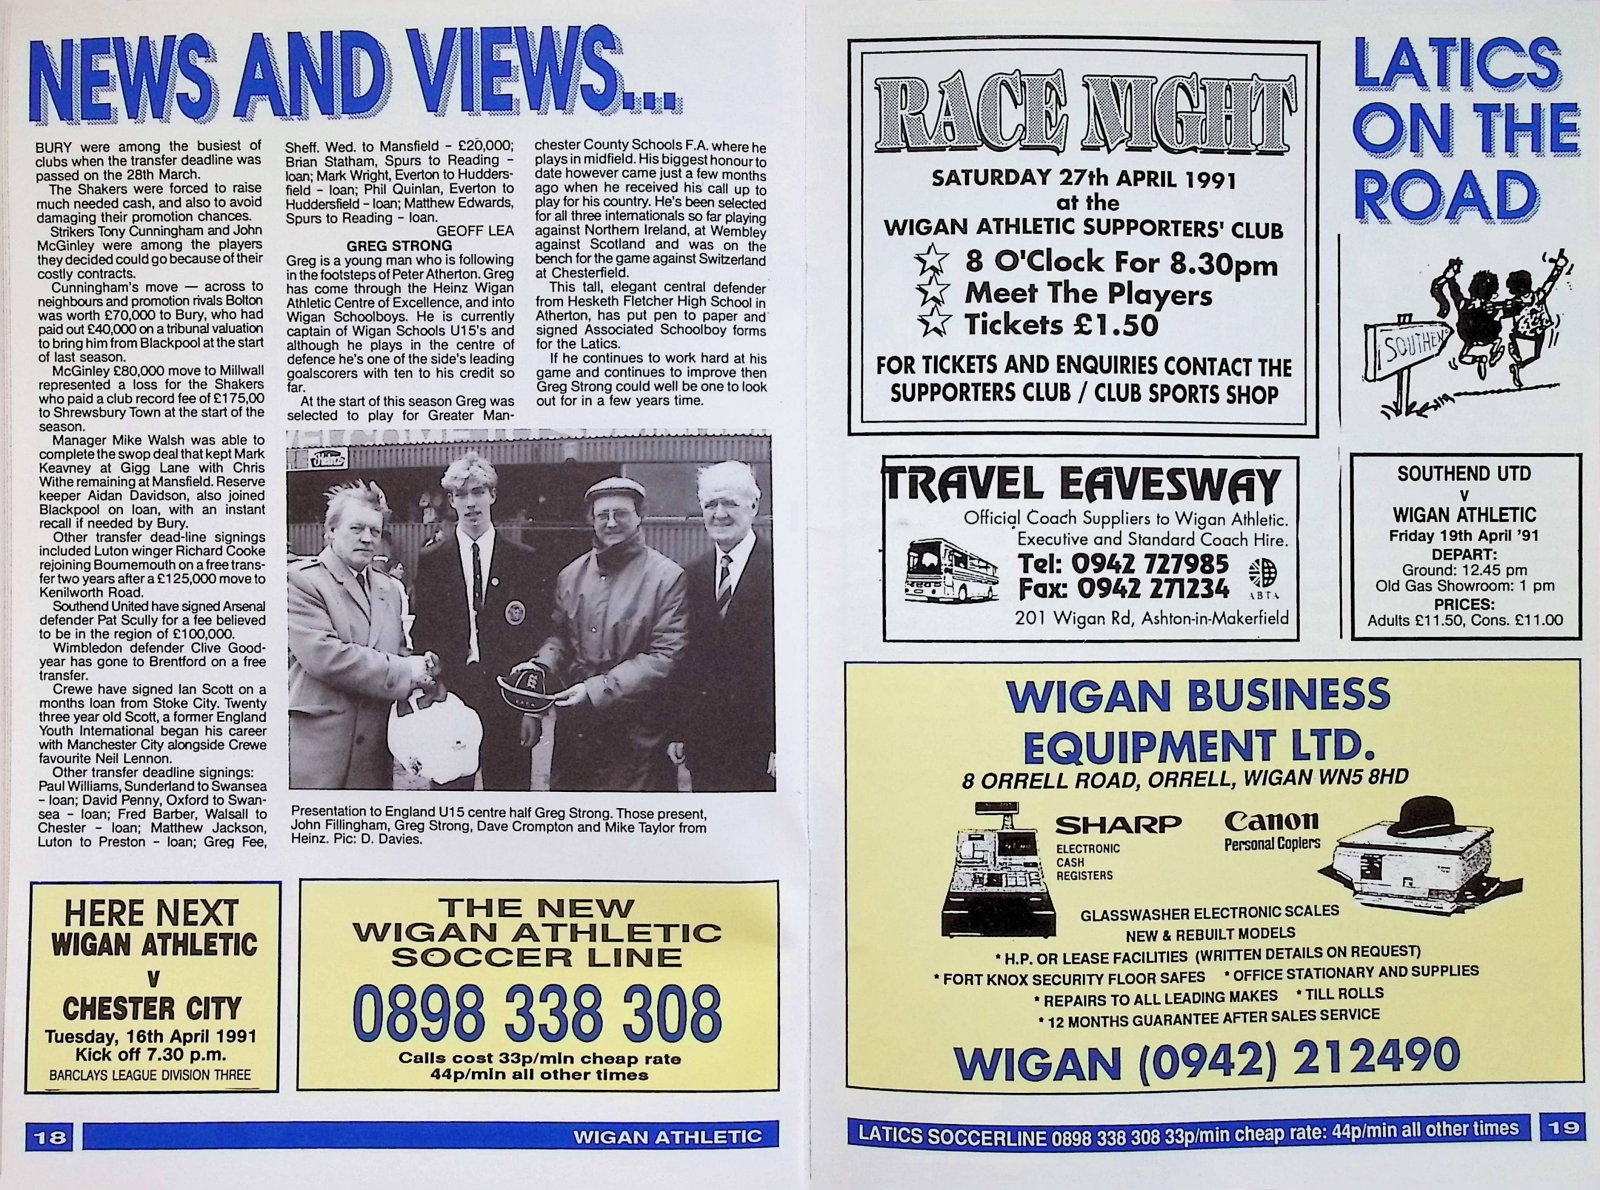 NEWS AND VIEWS...
BURY were among the busiest of
clubs when the transfer deadline was
passed on the 28th March.
The Shakers were forced to raise
much needed cash, and also to avoid
damaging their promotion chances.
Strikers Tony Cunningham and John
McGinley were among the players
they decided could go because of their
costly contracts.
Cunningham's move — across to
neighbours and promotion rivals Bolton
was worth £70,000 to Bury, who had
paid out £40,000 on a tribunal valuation
to bring him from Blackpool at the start
of last season.
McGinley £80,000 move to Millwall
represented a loss for the Shakers
who paid a club record fee of £175,00
to Shrewsbury Town at the start of the
season.
Manager Mike Walsh was able to
complete the swop deal that kept Mark
Keavney at Gigg Lane with Chris
Withe remaining at Mansfield. Reserve
keeper Aidan Davidson, also joined
Blackpool on loan, with an instant
recall if needed by Bury.
Other transfer dead-line signings
included Luton winger Richard Cooke
rejoining Bournemouth on a free trans-
fer two years after a £125,000 move to
Kenilworth Road.
Southend United have signed Arsenal
defender Pat Scully for a fee believed
to be in the region of £100,000.
Wimbledon defender Clive Good-
year has gone to Brentford on a free
transfer.
Crewe have signed Ian Scott on a
months loan from Stoke City. Twenty
three year old Scott, a former England
Youth International began his career
with Manchester City alongside Crewe
favourite Neil Lennon.
Other transfer deadline signings:
Paul Williams, Sunderland to Swansea
– loan; David Penny, Oxford to Swan-
sea – loan; Fred Barber, Walsall to
Chester – loan; Matthew Jackson,
Luton to Preston – loan; Greg Fee,
Sheff. Wed. to Mansfield – £20,000;
Brian Statham, Spurs to Reading –
loan; Mark Wright, Everton to Hudders-
field – loan; Phil Quinlan, Everton to
Huddersfield – loan; Matthew Edwards,
Spurs to Reading – loan.
GEOFF LEA
GREG STRONG
Greg is a young man who is following
in the footsteps of Peter Atherton. Greg
has come through the Heinz Wigan
Athletic Centre of Excellence, and into
Wigan Schoolboys. He is currently
captain of Wigan Schools U15's and
although he plays in the centre of
defence he's one of the side's leading
goalscorers with ten to his credit so
far.
At the start of this season Greg was
selected to play for Greater Man-
chester County Schools F.A. where he
plays in midfield. His biggest honour to
date however came just a few months
ago when he received his call up to
play for his country. He's been selected
for all three internationals so far playing
against Northern Ireland, at Wembley
against Scotland and was on the
bench for the game against Switzerland
at Chesterfield.
This tall, elegant central defender
from Hesketh Fletcher High School in
Atherton, has put pen to paper and
signed Associated Schoolboy forms
for the Latics.
If he continues to work hard at his
game and continues to improve then
Greg Strong could well be one to look
out for in a few years time.
Heinz
Presentation to England U15 centre half Greg Strong. Those present,
John Fillingham, Greg Strong, Dave Crompton and Mike Taylor from
Heinz. Pic: D. Davies.
HERE NEXT
WIGAN ATHLETIC
v
CHESTER CITY
Tuesday, 16th April 1991
Kick off 7.30 p.m.
BARCLAYS LEAGUE DIVISION THREE
THE NEW
WIGAN ATHLETIC
SOCCER LINE
0898 338 308
Calls cost 33p/min cheap rate
44p/min all other times
18
WIGAN ATHLETIC
RACE NIGHT
SATURDAY 27th APRIL 1991
at the
WIGAN ATHLETIC SUPPORTERS' CLUB
8 O'Clock For 8.30pm
Meet The Players
Tickets £1.50
FOR TICKETS AND ENQUIRIES CONTACT THE
SUPPORTERS CLUB / CLUB SPORTS SHOP
LATICS
ON THE
ROAD
SOUTHEN
TRAVEL EAVESWAY
Official Coach Suppliers to Wigan Athletic.
Executive and Standard Coach Hire.
Tel: 0942 727985
Fax: 0942 271234
ABTA
201 Wigan Rd, Ashton-in-Makerfield
SOUTHEND UTD
v
WIGAN ATHLETIC
Friday 19th April '91
DEPART:
Ground: 12.45 pm
Old Gas Showroom: 1 pm
PRICES:
Adults £11.50, Cons. £11.00
WIGAN BUSINESS
EQUIPMENT LTD.
8 ORRELL ROAD, ORRELL, WIGAN WN5 8HD
SHARP
ELECTRONIC
CASH
REGISTERS
Canon
Personal Copiers
GLASSWASHER ELECTRONIC SCALES
NEW & REBUILT MODELS
* H.P. OR LEASE FACILITIES (WRITTEN DETAILS ON REQUEST)
* FORT KNOX SECURITY FLOOR SAFES * OFFICE STATIONARY AND SUPPLIES
* REPAIRS TO ALL LEADING MAKES * TILL ROLLS
* 12 MONTHS GUARANTEE AFTER SALES SERVICE
WIGAN (0942) 212490
LATICS SOCCERLINE 0898 338 308 33p/min cheap rate: 44p/min all other times
19